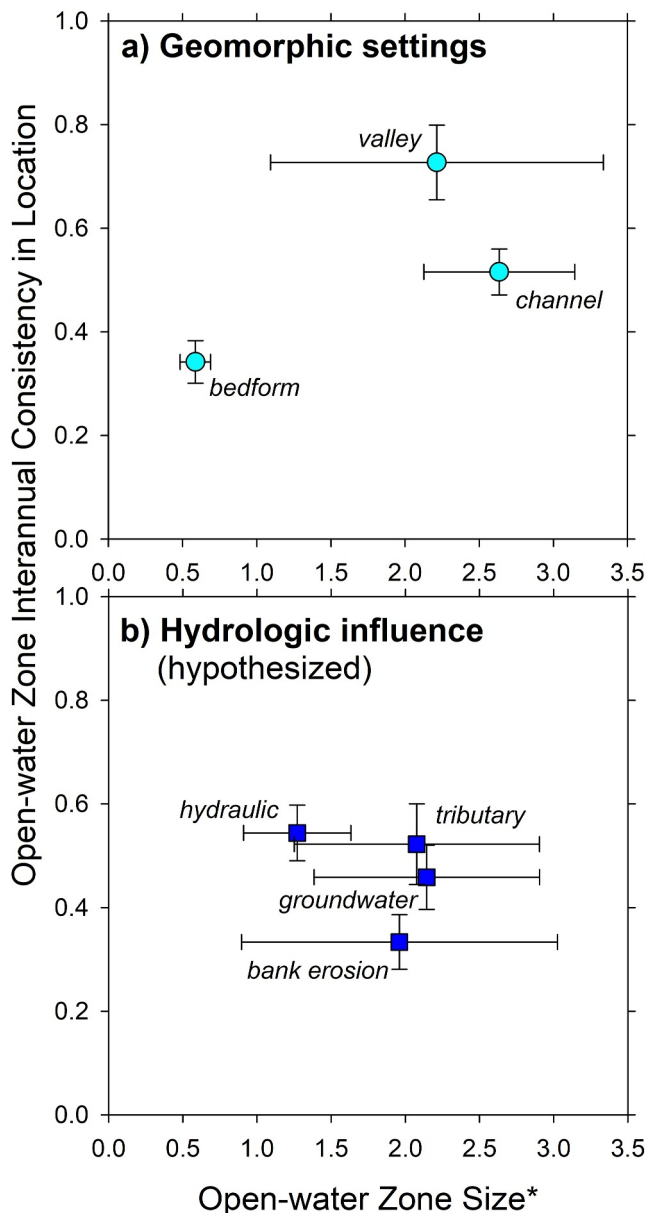 Open-water Zone Interannual Consistency in Location
a) Geomorphic settings
1.0
0.8
0.6
0.4
0.2
0.0
valley
channel
bedform
0.0 0.5 1.0 1.5 2.0 2.5 3.0 3.5
b) Hydrologic influence
(hypothesized)
1.0
0.8
0.6
0.4
0.2
0.0
hydraulic
tributary
groundwater
bank erosion
0.0 0.5 1.0 1.5 2.0 2.5 3.0 3.5
Open-water Zone Size*